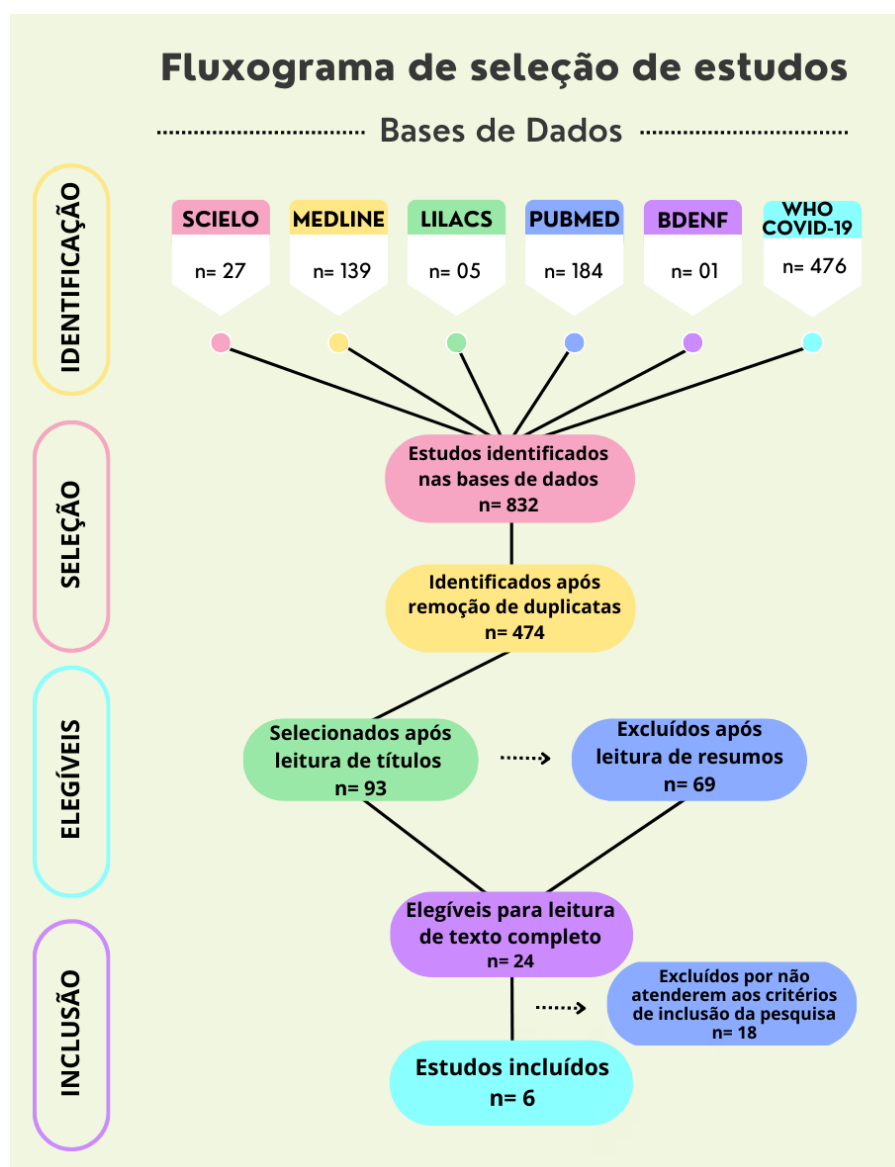 Fluxograma de seleção de estudos
Bases de Dados
IDENTIFICAÇÃO
SCIELO
n= 27
MEDLINE
n= 139
LILACS
n= 05
PUBMED
n= 184
BDENF
n= 01
WHO
COVID-19
n= 476
SELEÇÃO
Estudos identificados
nas bases de dados
n= 832
Identificados após
remoção de duplicatas
n= 474
ELEGÍVEIS
Selecionados após
leitura de títulos
n= 93
Excluídos após
leitura de resumos
n= 69
Elegíveis para leitura
de texto completo
n= 24
INCLUSÃO
Excluídos por não
atenderem aos critérios
de inclusão da pesquisa
n= 18
Estudos incluídos
n= 6